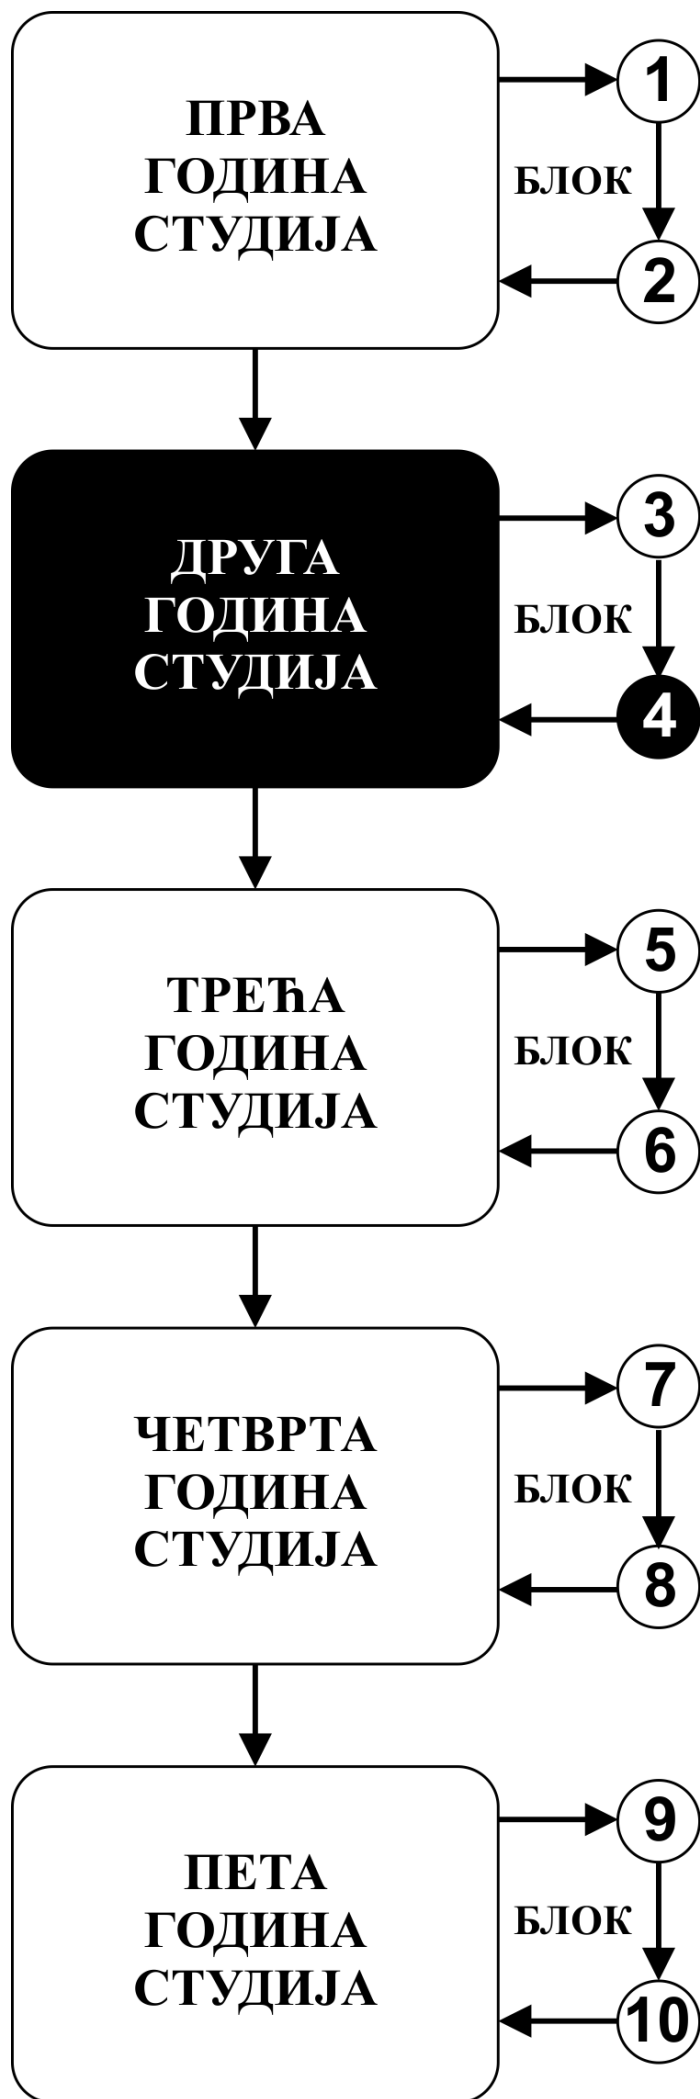 ПРВА
ГОДИНА
СТУДИЈА
1
БЛОК
2
ДРУГА
ГОДИНА
СТУДИЈА
3
БЛОК
4
ТРЕЋА
ГОДИНА
СТУДИЈА
5
БЛОК
6
ЧЕТВРТА
ГОДИНА
СТУДИЈА
7
БЛОК
8
ПЕТА
ГОДИНА
СТУДИЈА
9
БЛОК
10